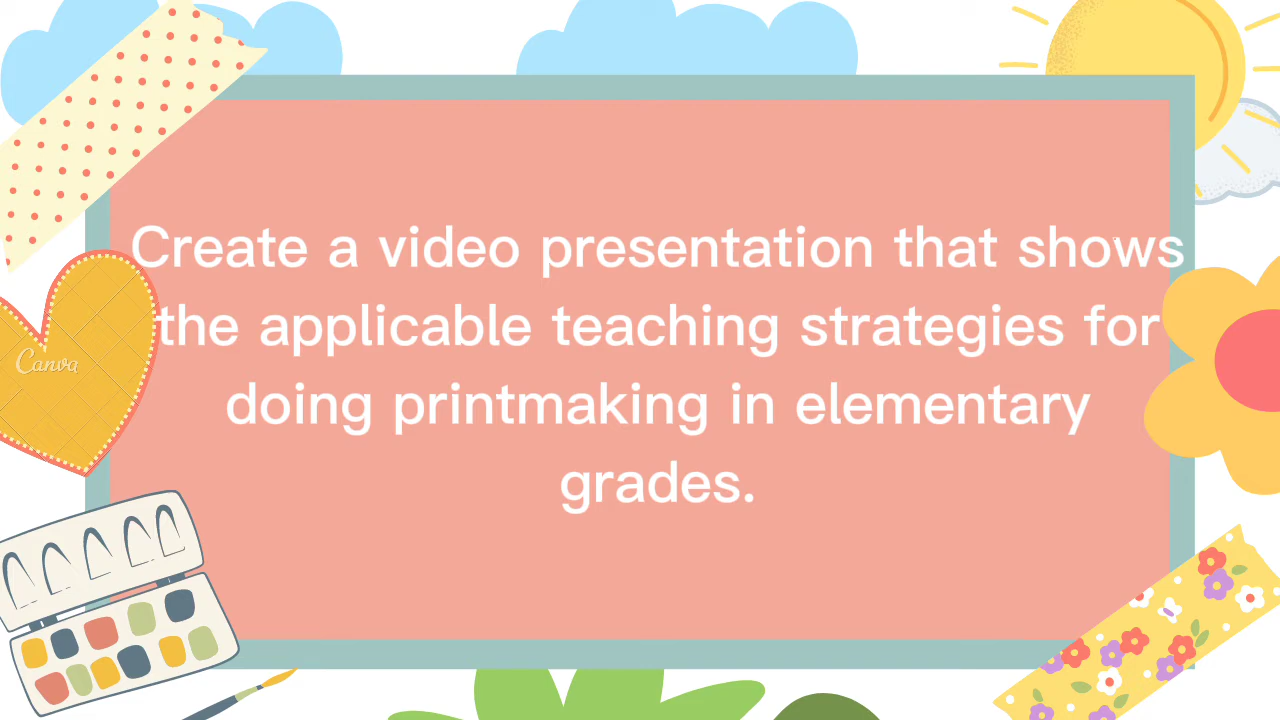 Create a video presentation that shows
the applicable teaching strategies for
doing printmaking in elementary
grades.
Canva